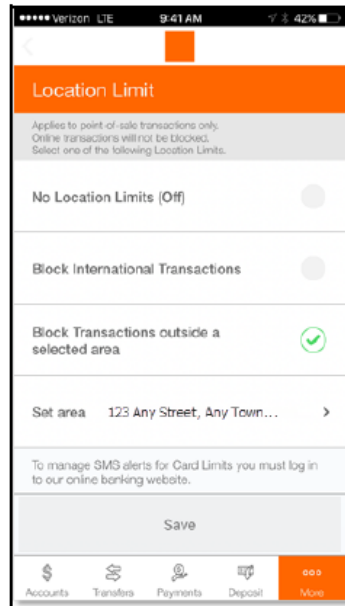 Verizon LTE 9:41 AM 42%
Location Limit
Applies to point-of-sale transactions only.
Online transactions will not be blocked.
Select one of the following Location Limits.
No Location Limits (Off)
Block International Transactions
Block Transactions outside a
selected area
Set area 123 Any Street, Any Town...
To manage SMS alerts for Card Limits you must log in
to our online banking website.
Save
Accounts Transfers Payments Deposit More